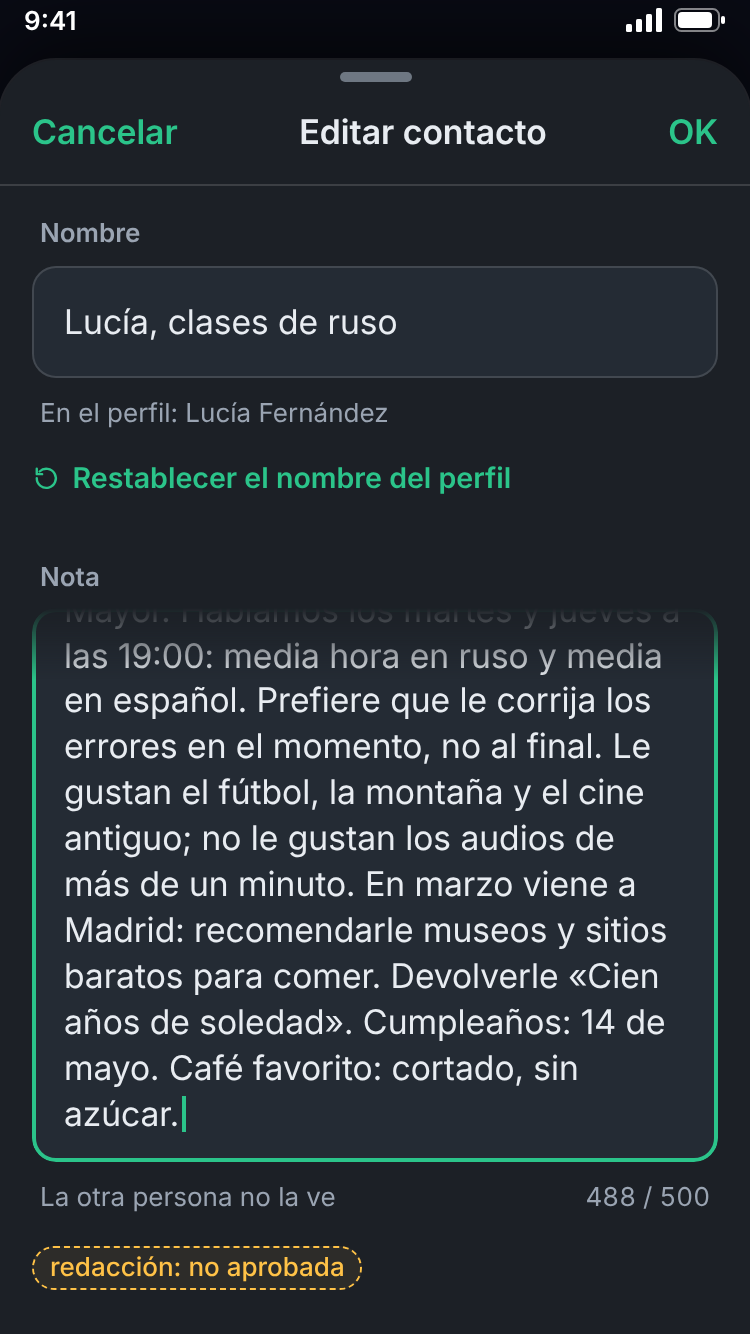 9:41
Cancelar
Editar contacto
OK
Nombre
Lucía, clases de ruso
En el perfil: Lucía Fernández
Restablecer el nombre del perfil
Nota
Mayor. Hablamos los martes y jueves a
las 19:00: media hora en ruso y media
en español. Prefiere que le corrija los
errores en el momento, no al final. Le
gustan el fútbol, la montaña y el cine
antiguo; no le gustan los audios de
más de un minuto. En marzo viene a
Madrid: recomendarle museos y sitios
baratos para comer. Devolverle «Cien
años de soledad». Cumpleaños: 14 de
mayo. Café favorito: cortado, sin
azúcar.
La otra persona no la ve
488 / 500
redacción: no aprobada